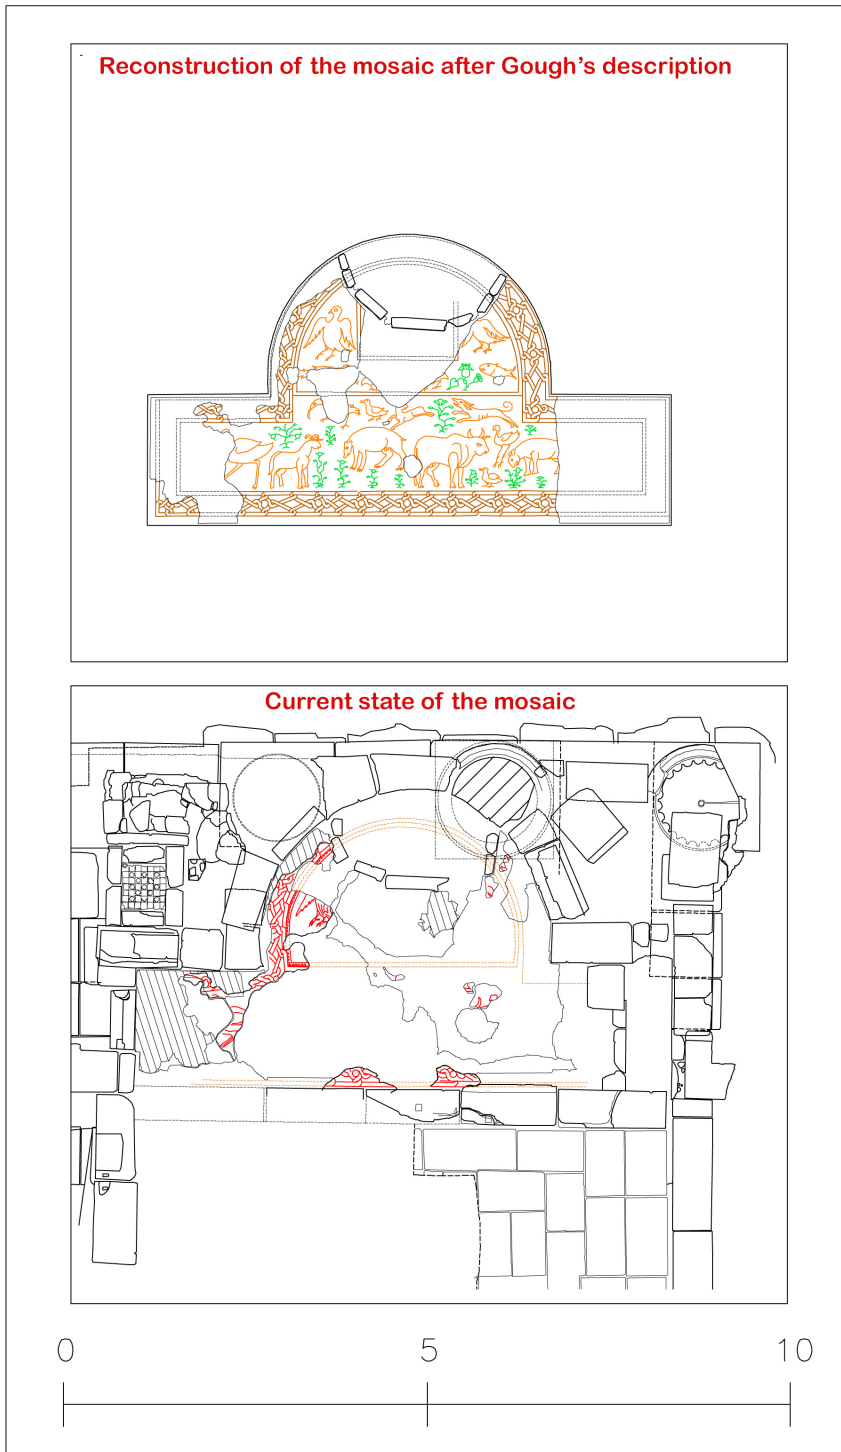 Reconstruction of the mosaic after Gough's description
Current state of the mosaic
0 5 10